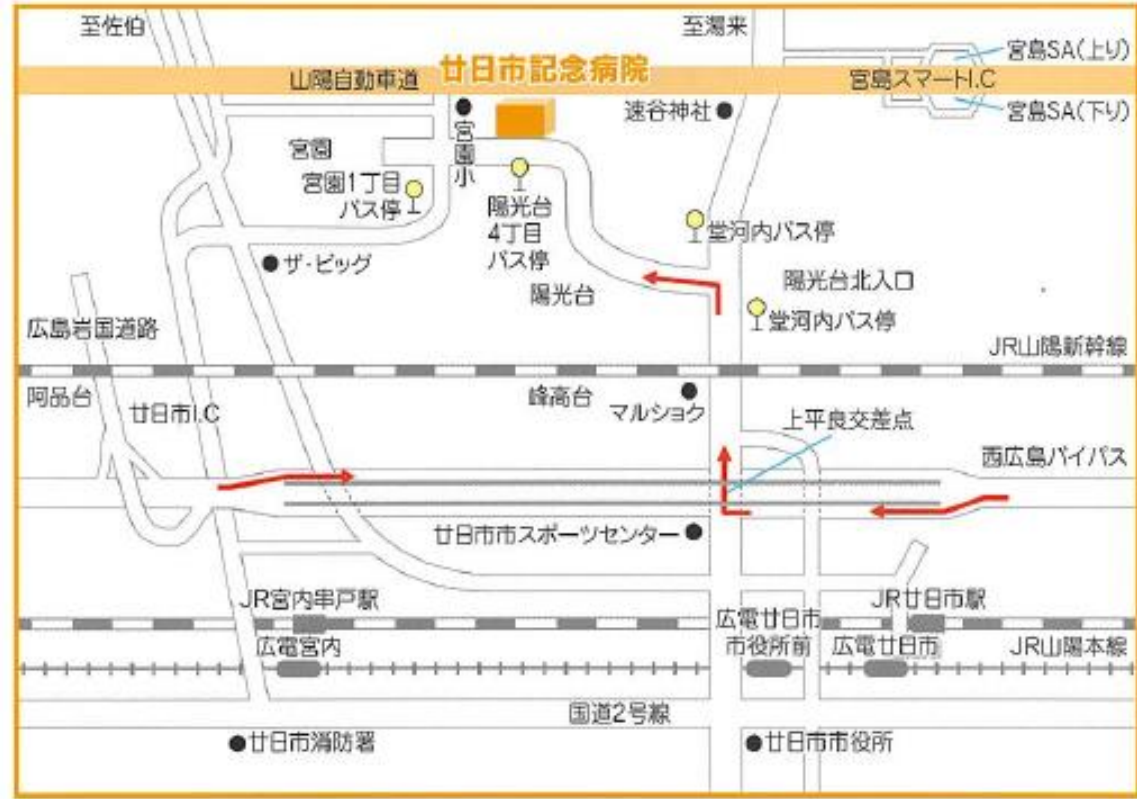 至佐伯
至湯来
宮島SA(上り)
廿日市記念病院
山陽自動車道
宮島スマートI.C
宮島SA(下り)
速谷神社
宮園小
宮園
宮園1丁目
バス停
陽光台
4丁目
バス停
堂河内バス停
ザ・ビッグ
陽光台
陽光台北入口
堂河内バス停
広島岩国道路
JR山陽新幹線
阿品台
廿日市I.C
峰高台
マルショク
上平良交差点
西広島バイパス
廿日市市スポーツセンター
JR宮内串戸駅
JR廿日市駅
広電宮内
広電廿日市
市役所前
広電廿日市
JR山陽本線
国道2号線
廿日市消防署
廿日市市役所